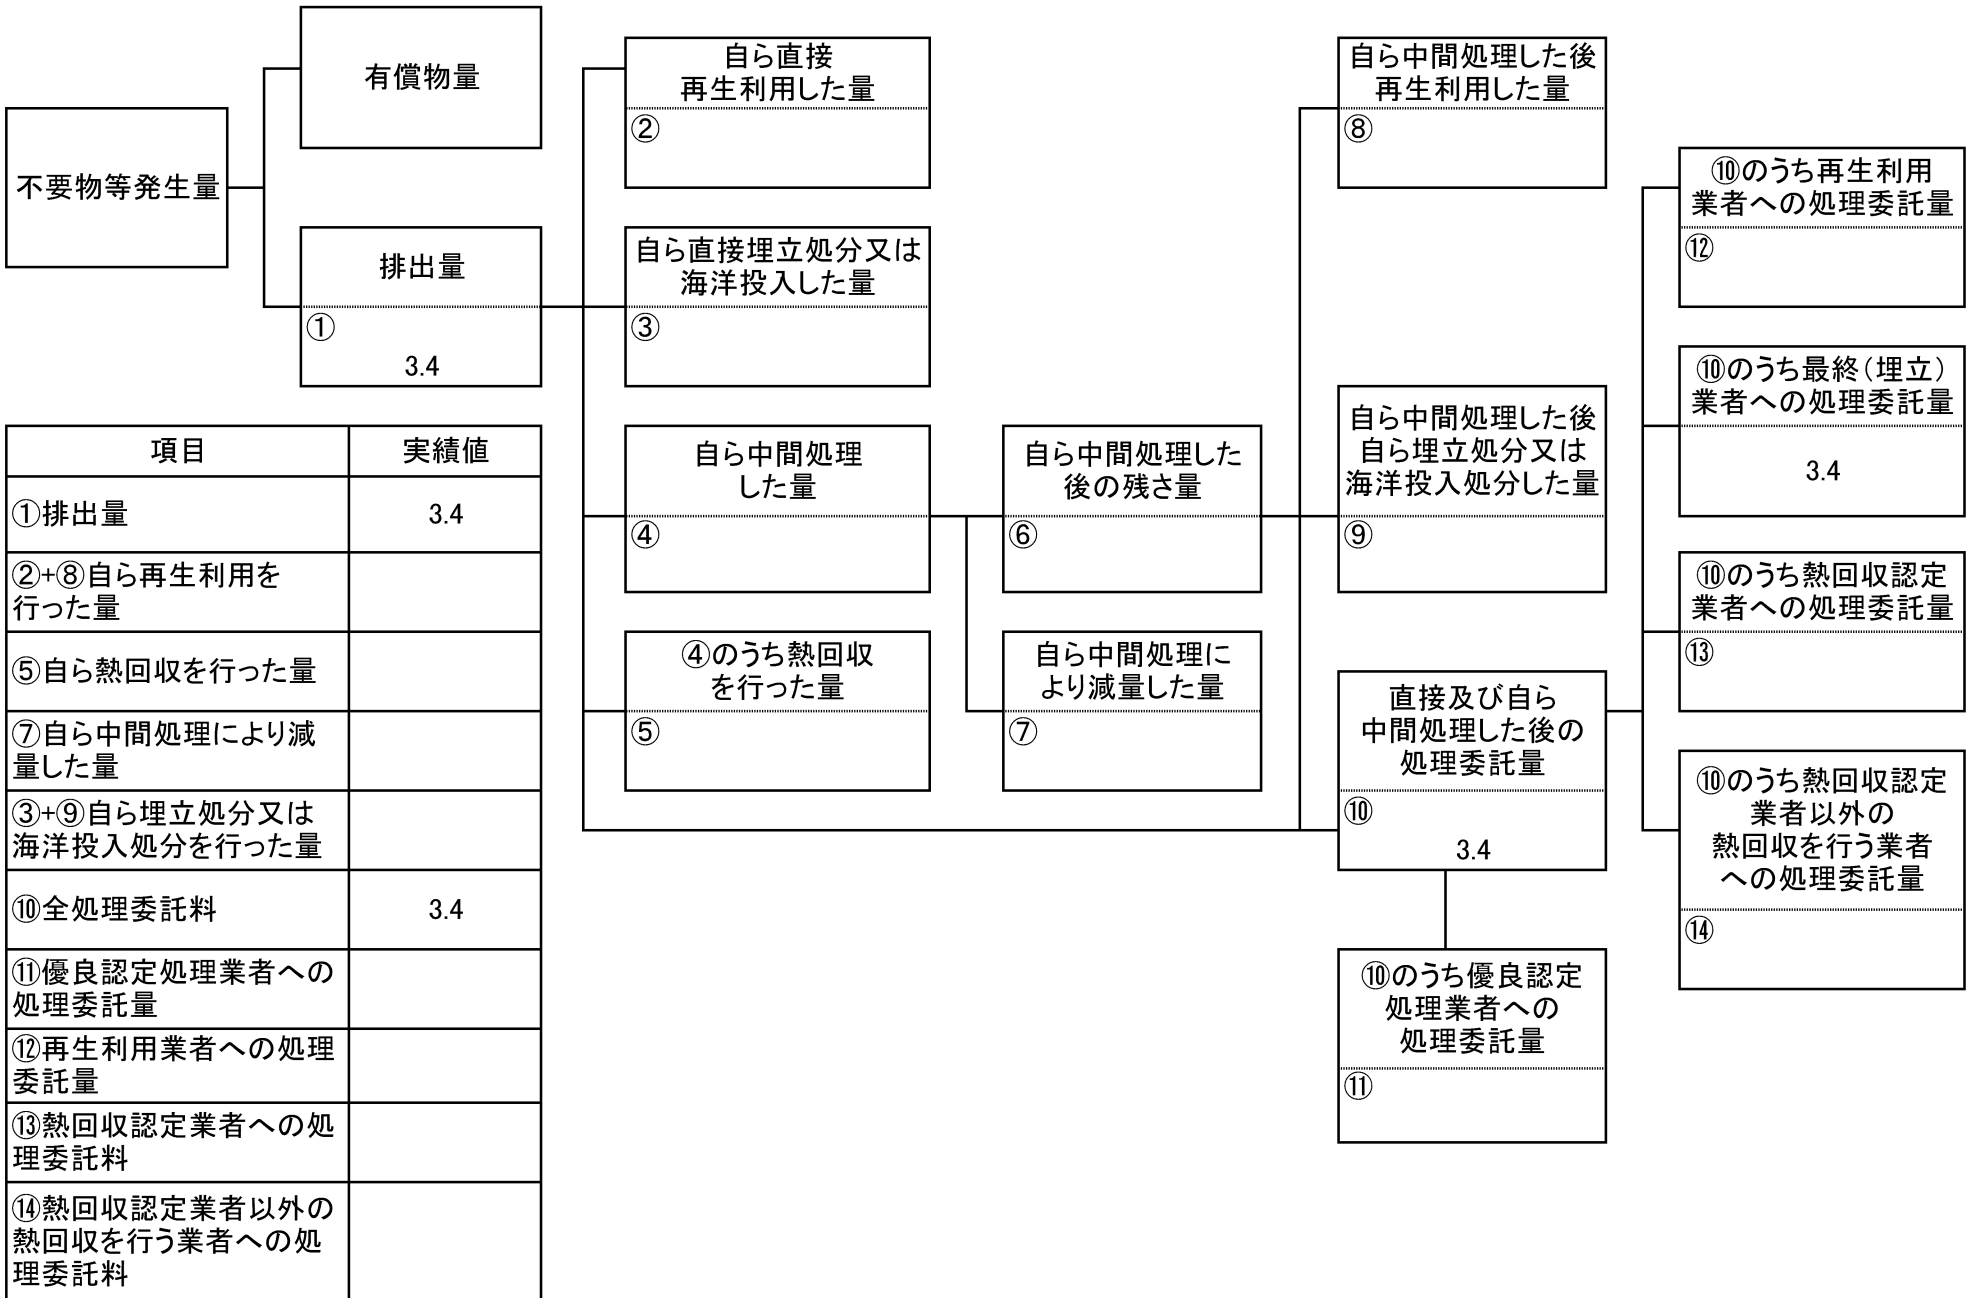 有償物量
不要物等発生量
排出量
①
3.4
自ら直接
再生利用した量
②
自ら直接埋立処分又は
海洋投入した量
③
自ら中間処理
した量
④
④のうち熱回収
を行った量
⑤
自ら中間処理した
後の残さ量
⑥
自ら中間処理に
より減量した量
⑦
自ら中間処理した後
再生利用した量
⑧
自ら中間処理した後
自ら埋立処分又は
海洋投入処分した量
⑨
直接及び自ら
中間処理した後の
処理委託量
⑩
3.4
⑩のうち優良認定
処理業者への
処理委託量
⑪
⑩のうち再生利用
業者への処理委託量
⑫
⑩のうち最終（埋立）
業者への処理委託量
3.4
⑩のうち熱回収認定
業者への処理委託量
⑬
⑩のうち熱回収認定
業者以外の
熱回収を行う業者
への処理委託量
⑭
項目 実績値
①排出量 3.4
②+⑧自ら再生利用を
行った量
⑤自ら熱回収を行った量
⑦自ら中間処理により減
量した量
③+⑨自ら埋立処分又は
海洋投入処分を行った量
⑩全処理委託料 3.4
⑪優良認定処理業者への
処理委託量
⑫再生利用業者への処理
委託量
⑬熱回収認定業者への処
理委託料
⑭熱回収認定業者以外の
熱回収を行う業者への処
理委託料